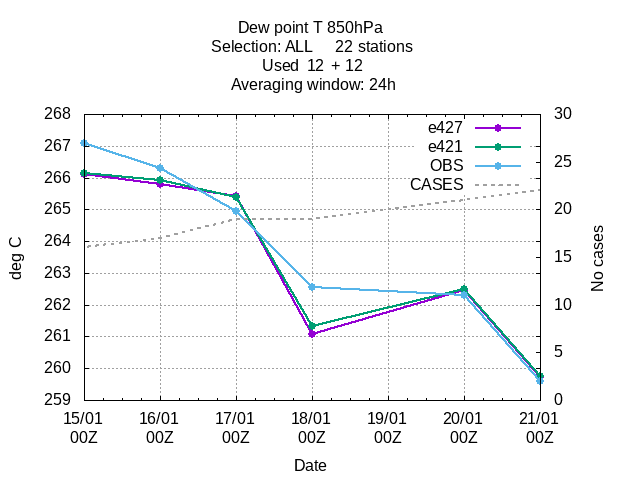 Dew point T 850hPa
Selection: ALL 22 stations
Used 12 + 12
Averaging window: 24h
268 30
267 e427
e421
266 OBS 25
CASES
265 20
264 15
263
262 10
261 5
260
259 0
deg C
No cases
15/01 16/01 17/01 18/01 19/01 20/01 21/01
00Z 00Z 00Z 00Z 00Z 00Z 00Z
Date